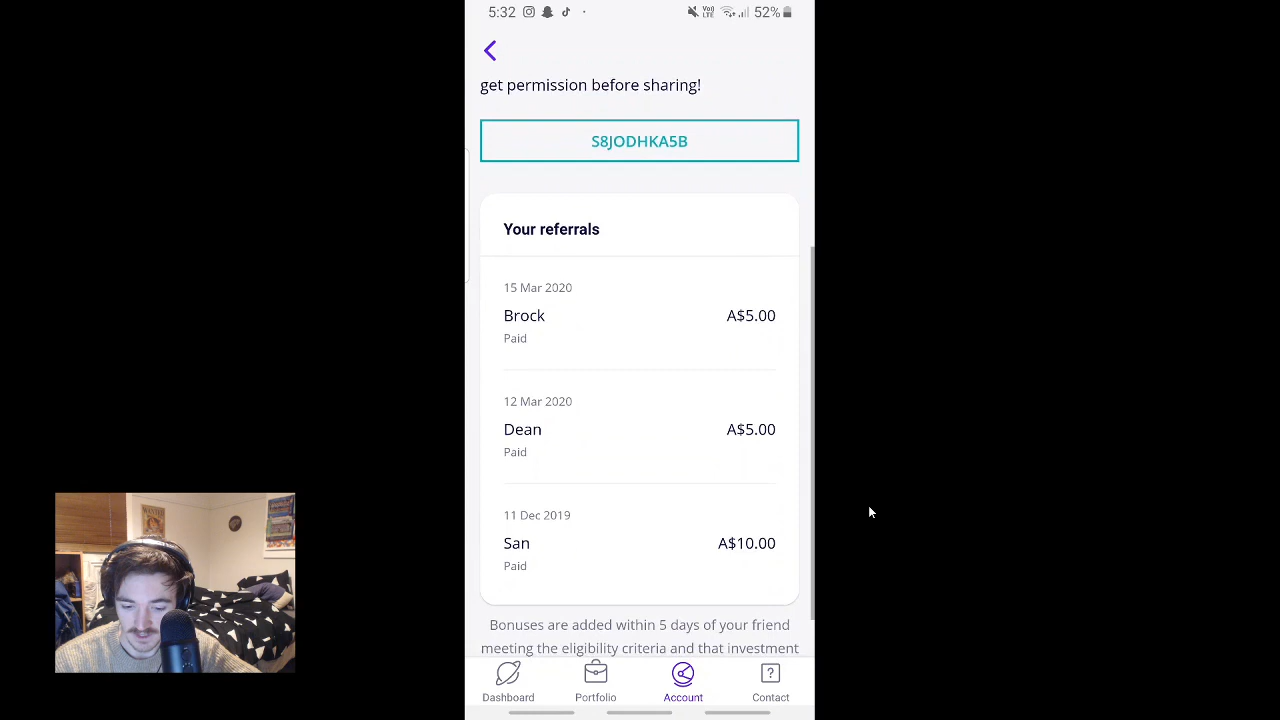 5:32
Vo)) LTE
52%
get permission before sharing!
S8JODHKA5B
Your referrals
15 Mar 2020
Brock A$5.00
Paid
12 Mar 2020
Dean A$5.00
Paid
11 Dec 2019
San A$10.00
Paid
Bonuses are added within 5 days of your friend
meeting the eligibility criteria and that investment
Dashboard Portfolio Account Contact